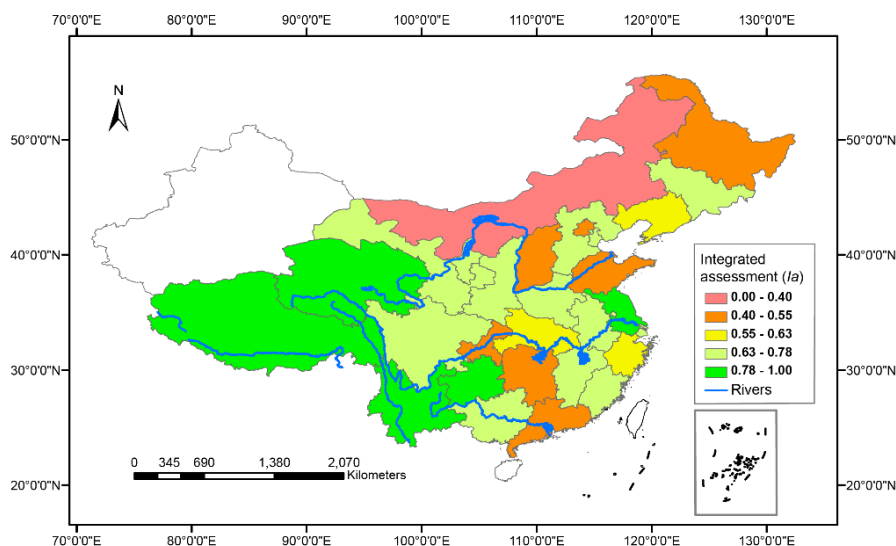 70°0'0"E 80°0'0"E 90°0'0"E 100°0'0"E 110°0'0"E 120°0'0"E 130°0'0"E
N
50°0'0"N 50°0'0"N
40°0'0"N 40°0'0"N
Integrated
assessment (Ia)
0.00 - 0.40
0.40 - 0.55
0.55 - 0.63
0.63 - 0.78
0.78 - 1.00
Rivers
30°0'0"N 30°0'0"N
0 345 690 1,380 2,070
Kilometers
20°0'0"N 20°0'0"N
70°0'0"E 80°0'0"E 90°0'0"E 100°0'0"E 110°0'0"E 120°0'0"E 130°0'0"E